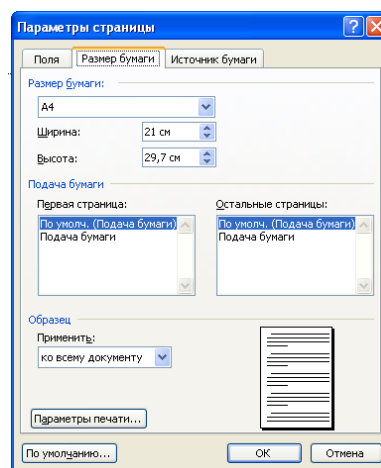 Параметры страницы
Поля Размер бумаги Источник бумаги
Размер бумаги:
A4
Ширина: 21 см
Высота: 29,7 см
Подача бумаги
Первая страница: Остальные страницы:
По умолч. (Подача бумаги) По умолч. (Подача бумаги)
Подача бумаги Подача бумаги
Образец
Применить:
ко всему документу
Параметры печати...
По умолчанию... ОК Отмена